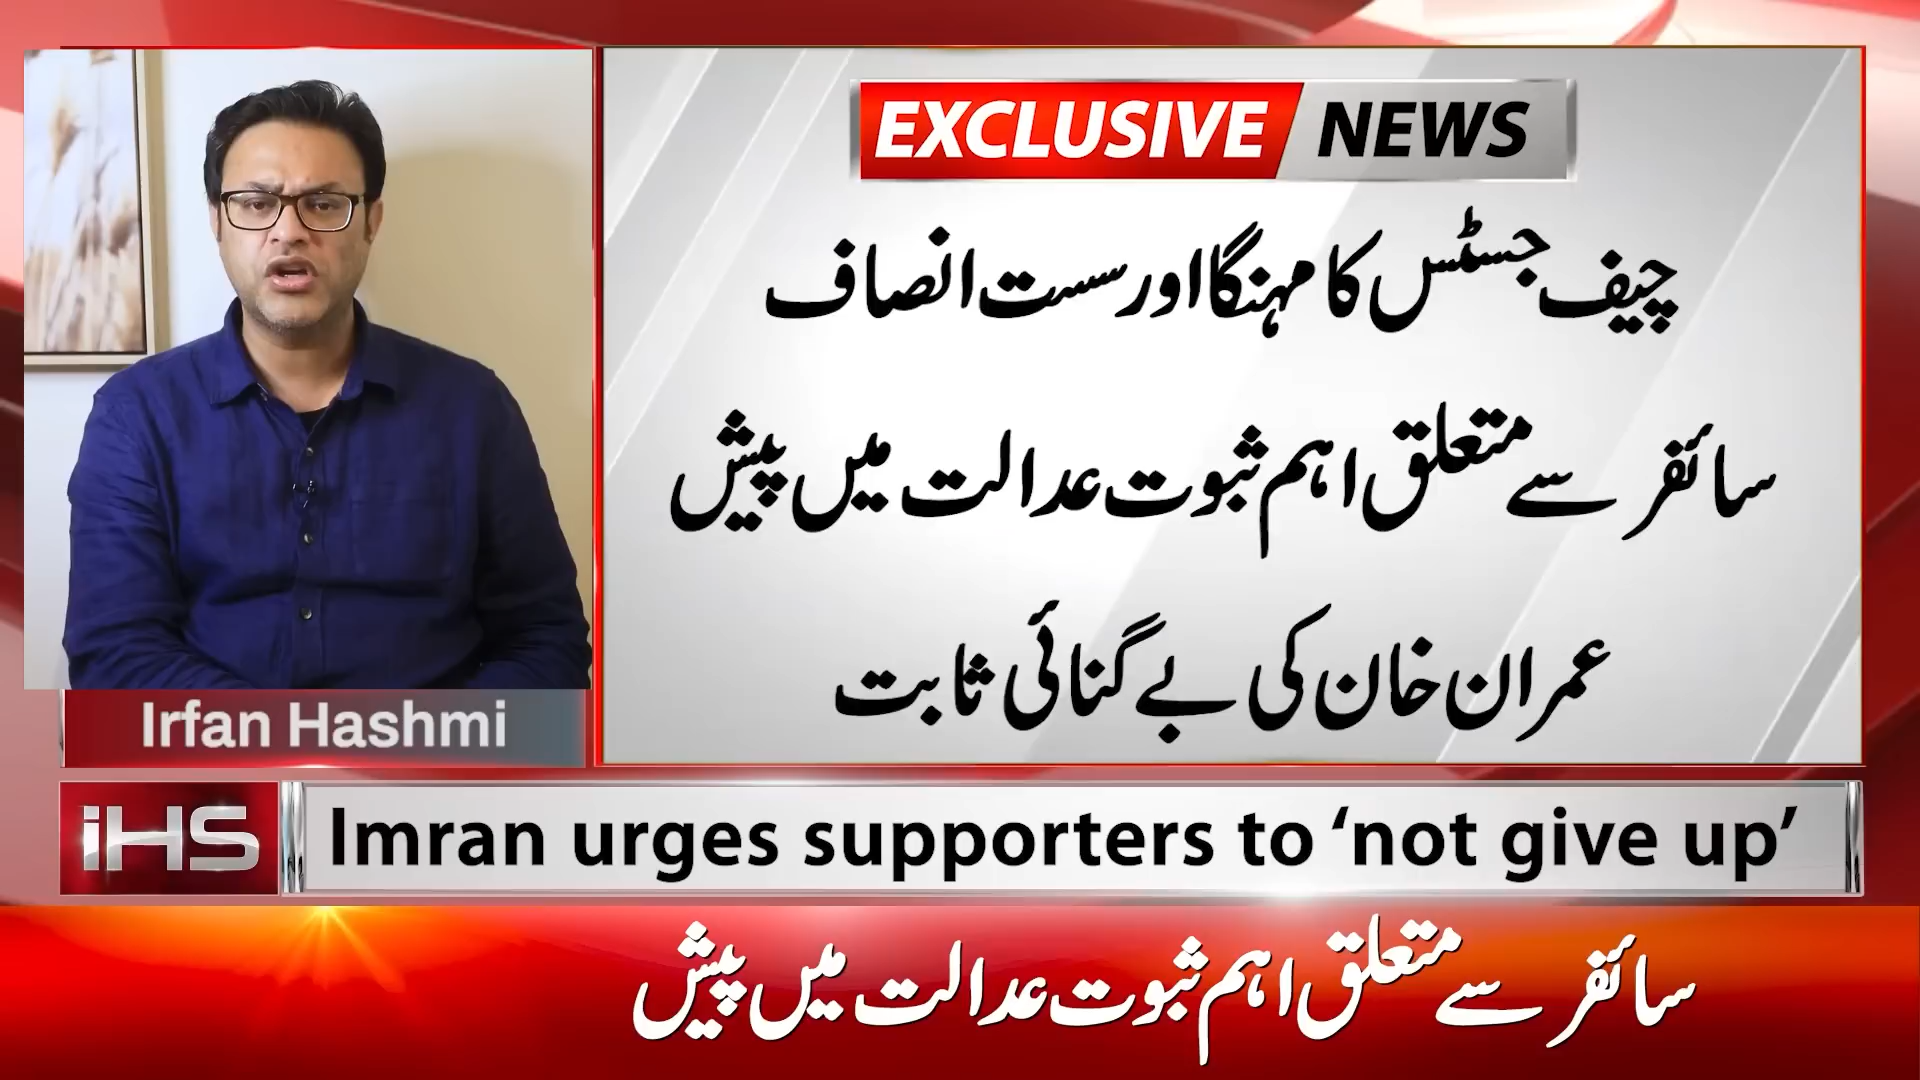 EXCLUSIVE NEWS
چیف جسٹس کا مہنگا اور سست انصاف
سائفر سے متعلق اہم ثبوت عدالت میں پیش
عمران خان کی بے گنائی ثابت
Irfan Hashmi
iHS
Imran urges supporters to ‘not give up’
سائفر سے متعلق اہم ثبوت عدالت میں پیش